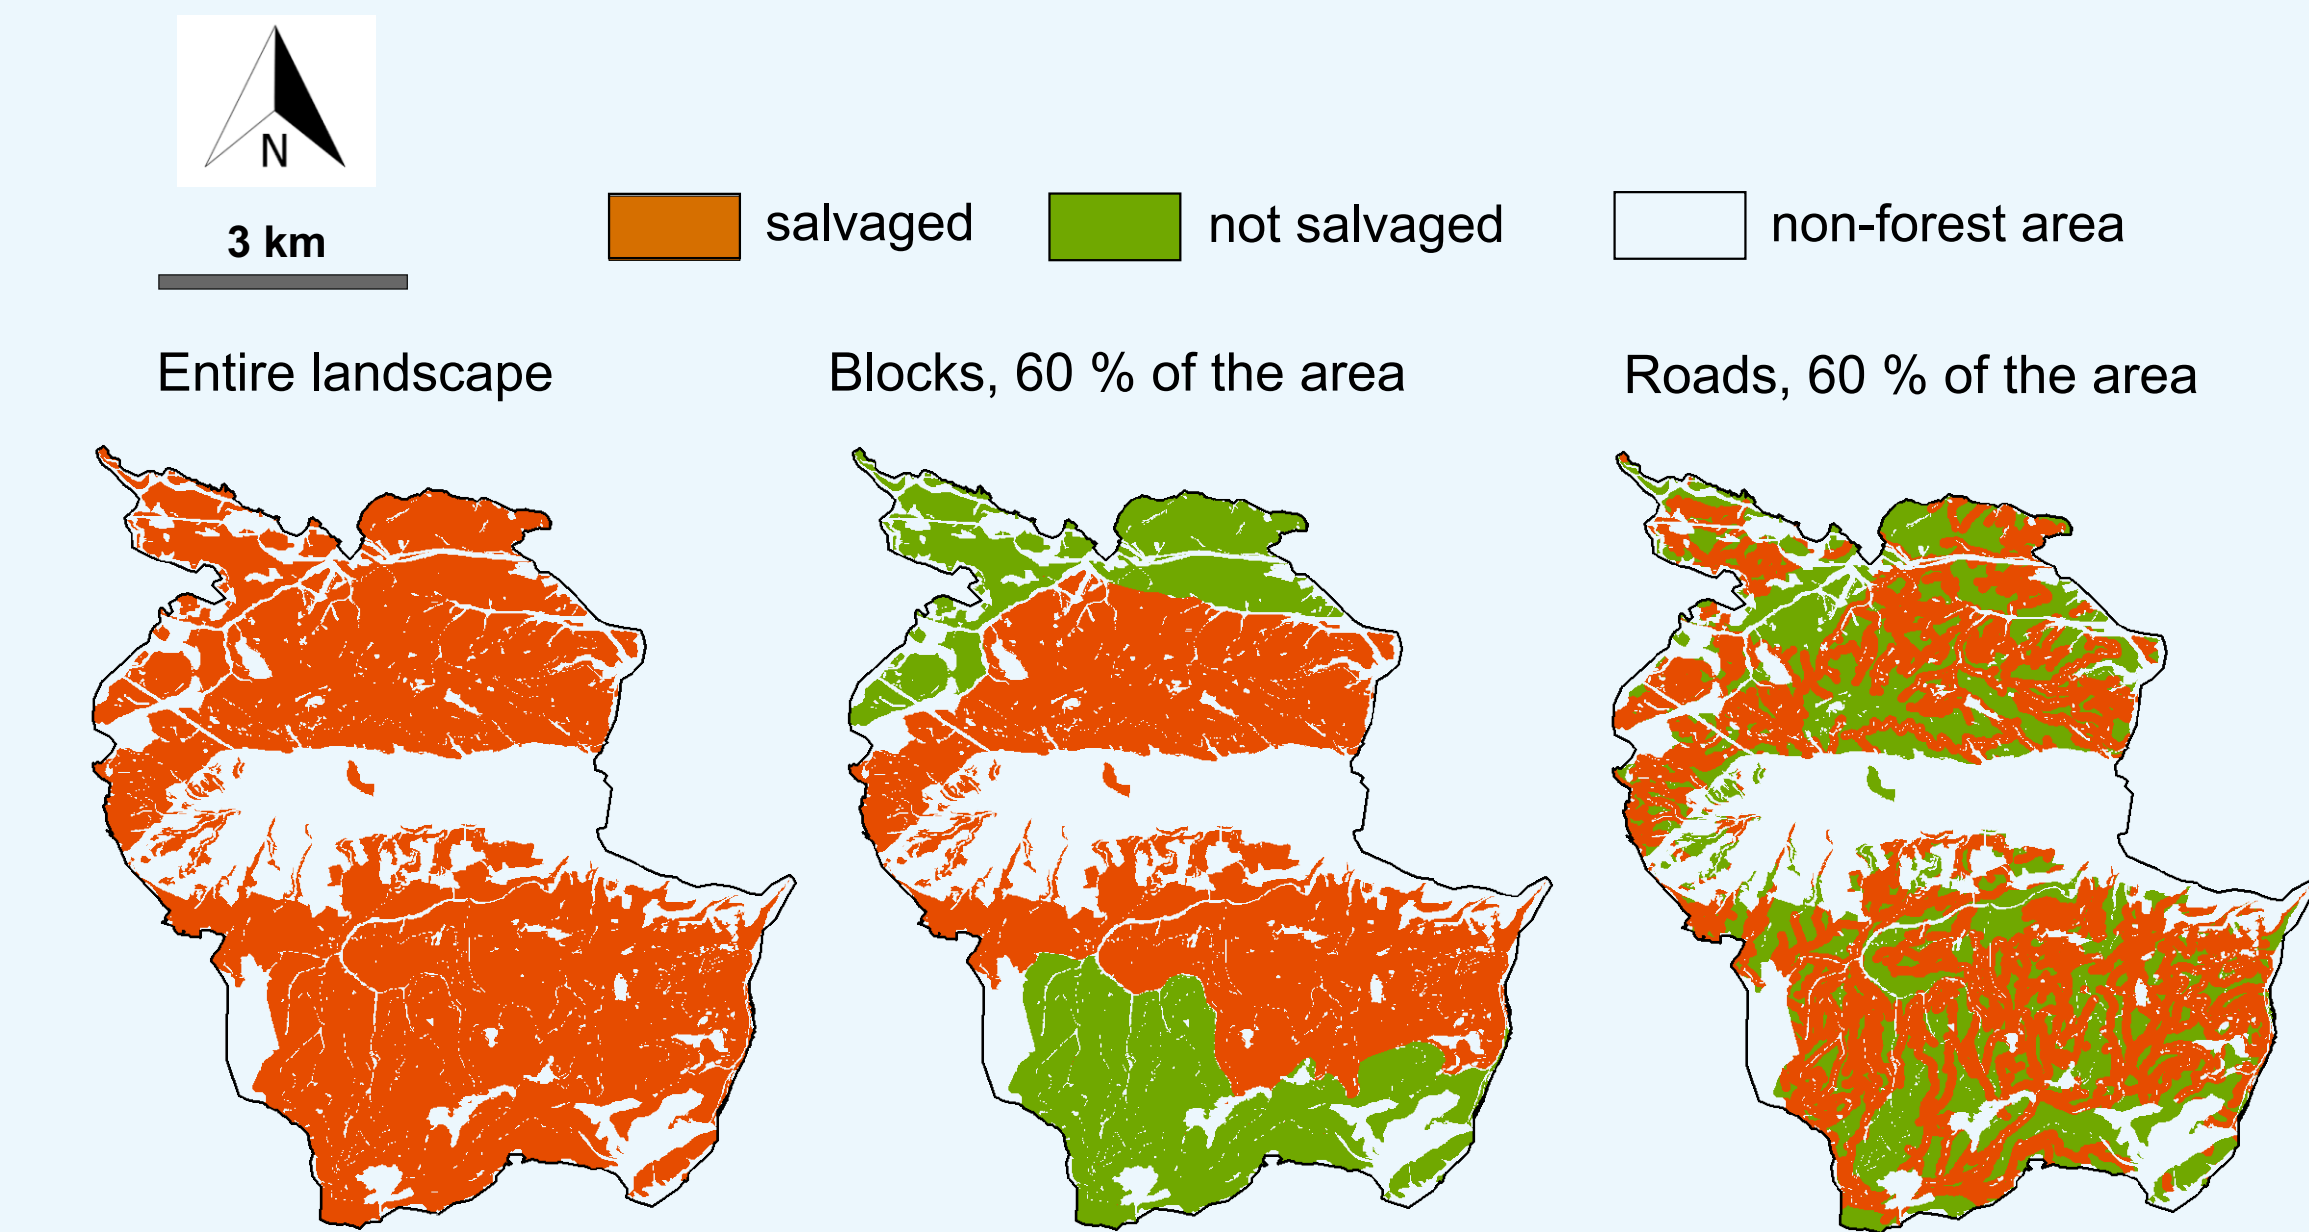 N
3 km
salvaged
not salvaged
non-forest area
Entire landscape
Blocks, 60 % of the area
Roads, 60 % of the area